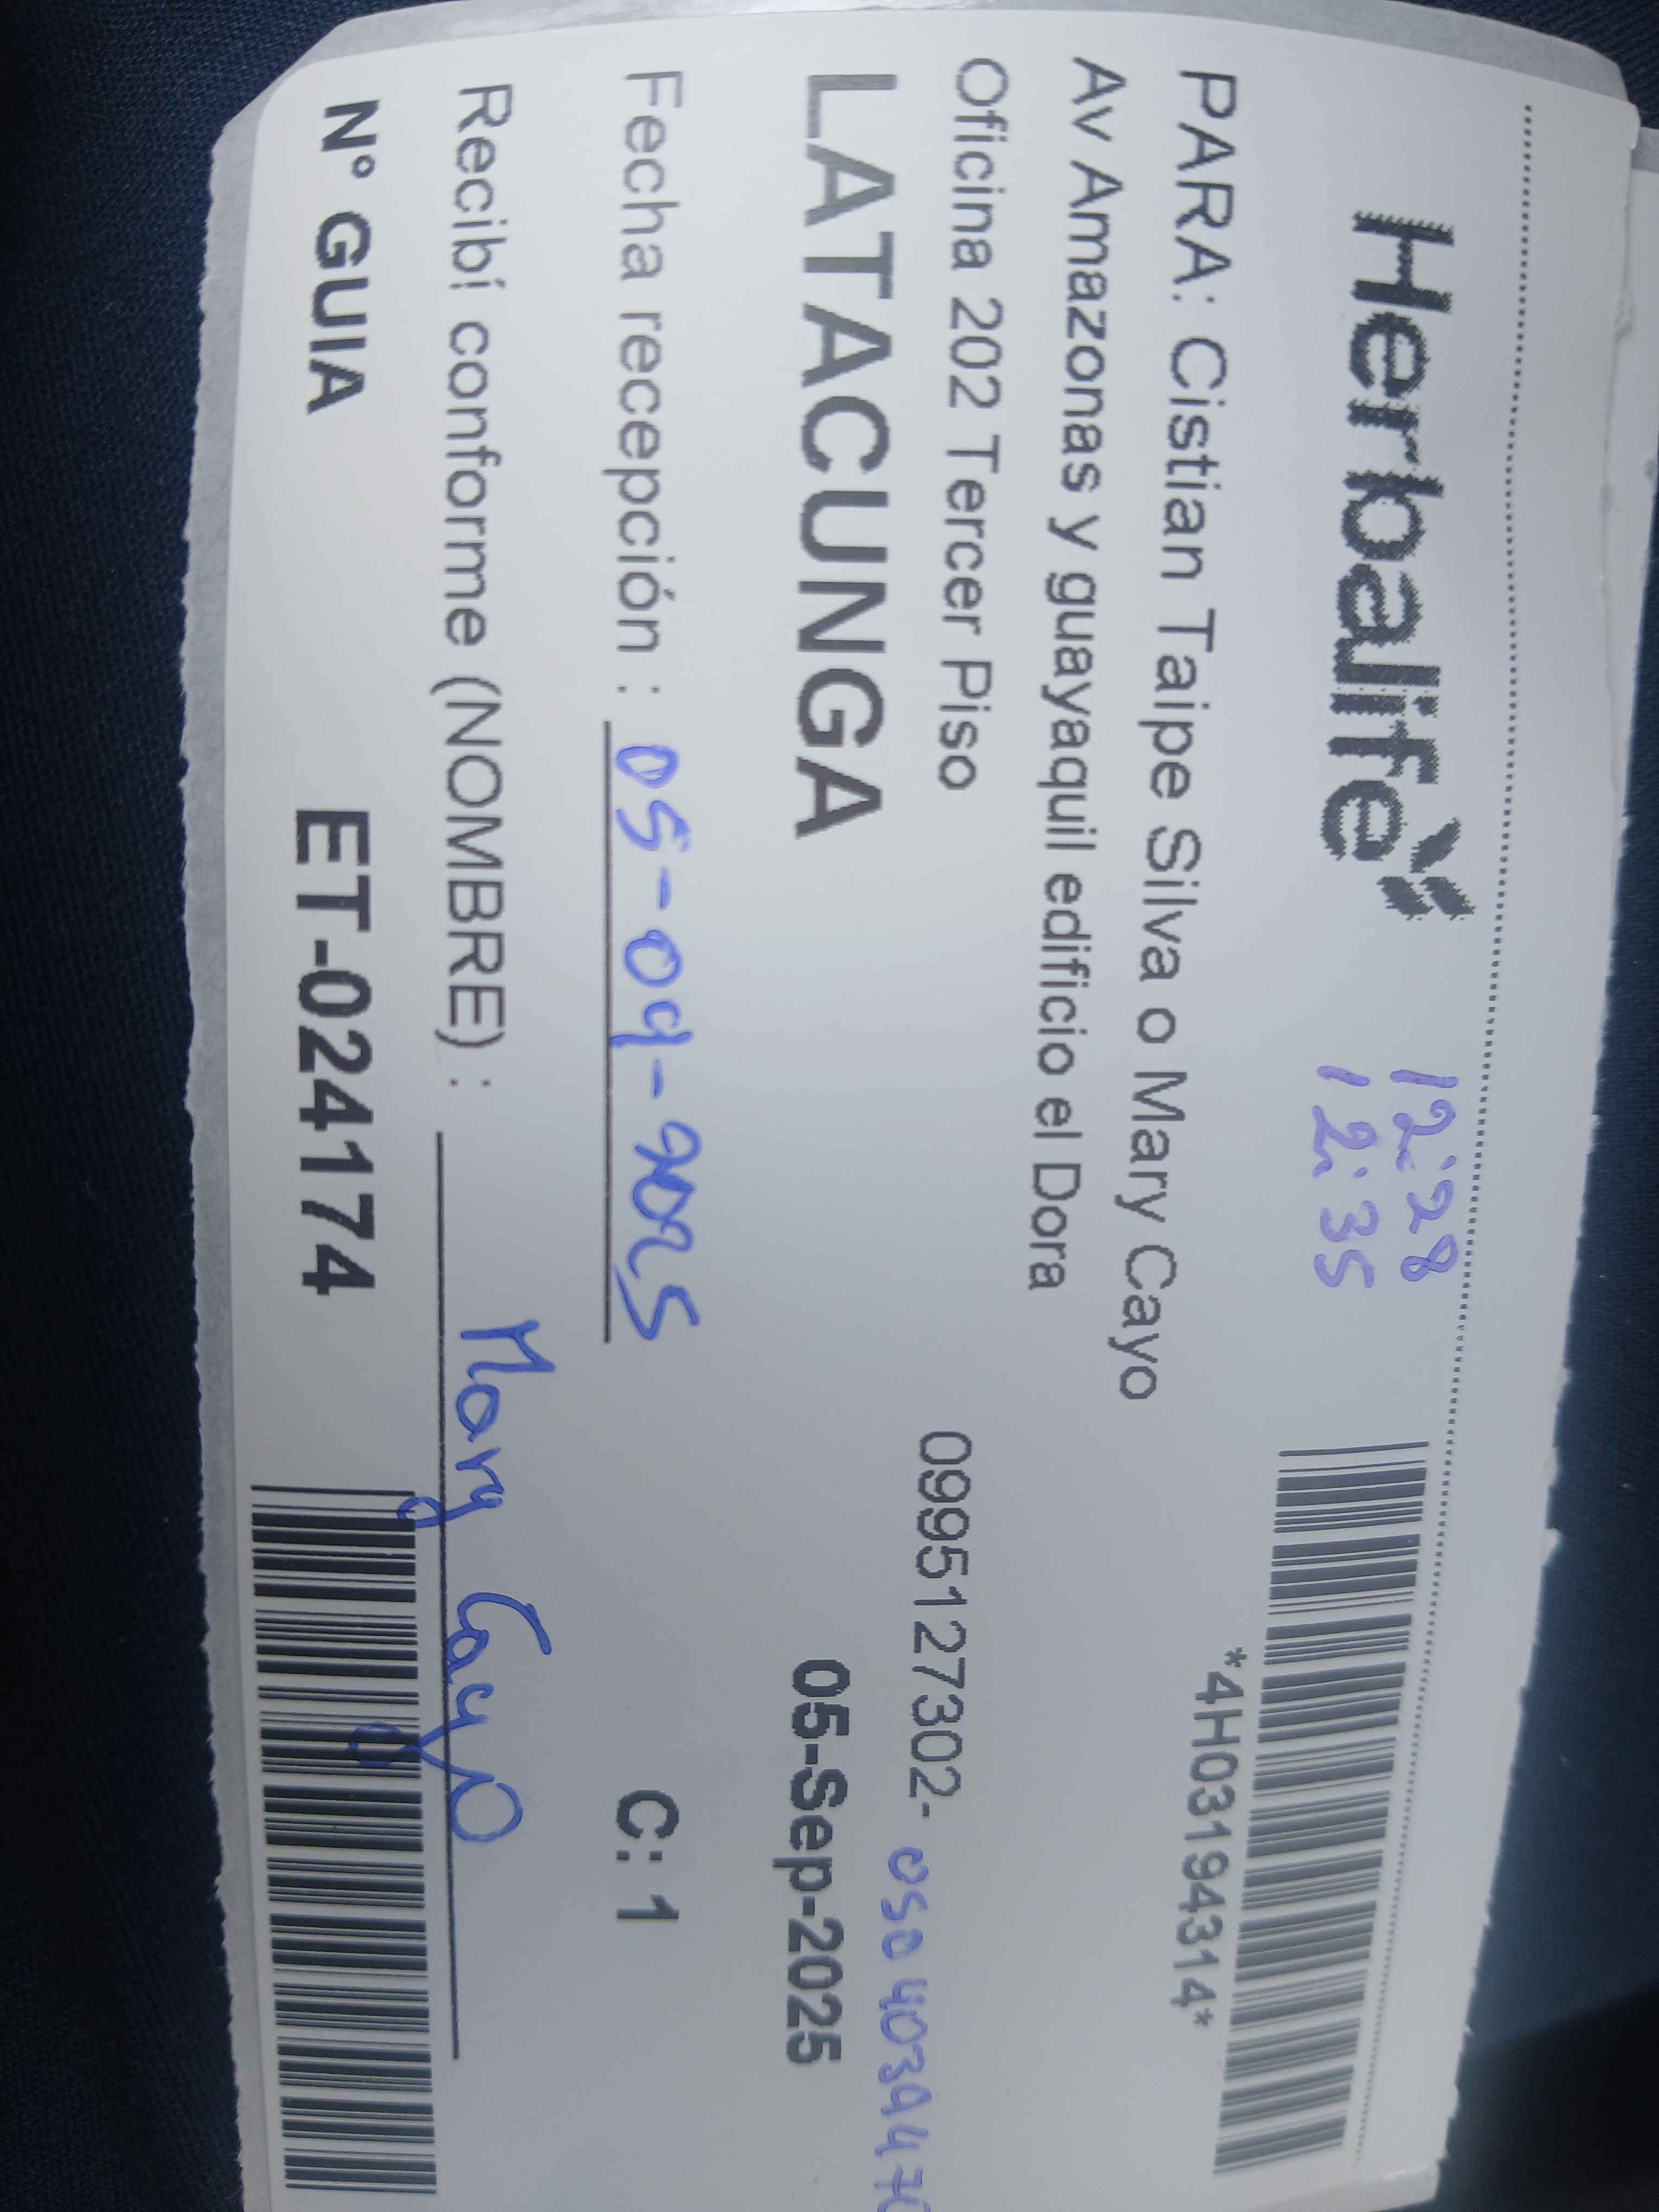 Herbalife
12:28
12:35
*4H03194314*
PARA: Cistian Taipe Silva o Mary Cayo
Av Amazonas y guayaquil edificio el Dora
Oficina 202 Tercer Piso
0995127302-
LATACUNGA
05-Sep-2025
Fecha recepción : 05-09-2025
C: 1
Recibí conforme (NOMBRE) : Mary Cayo
N° GUIA
ET-024174